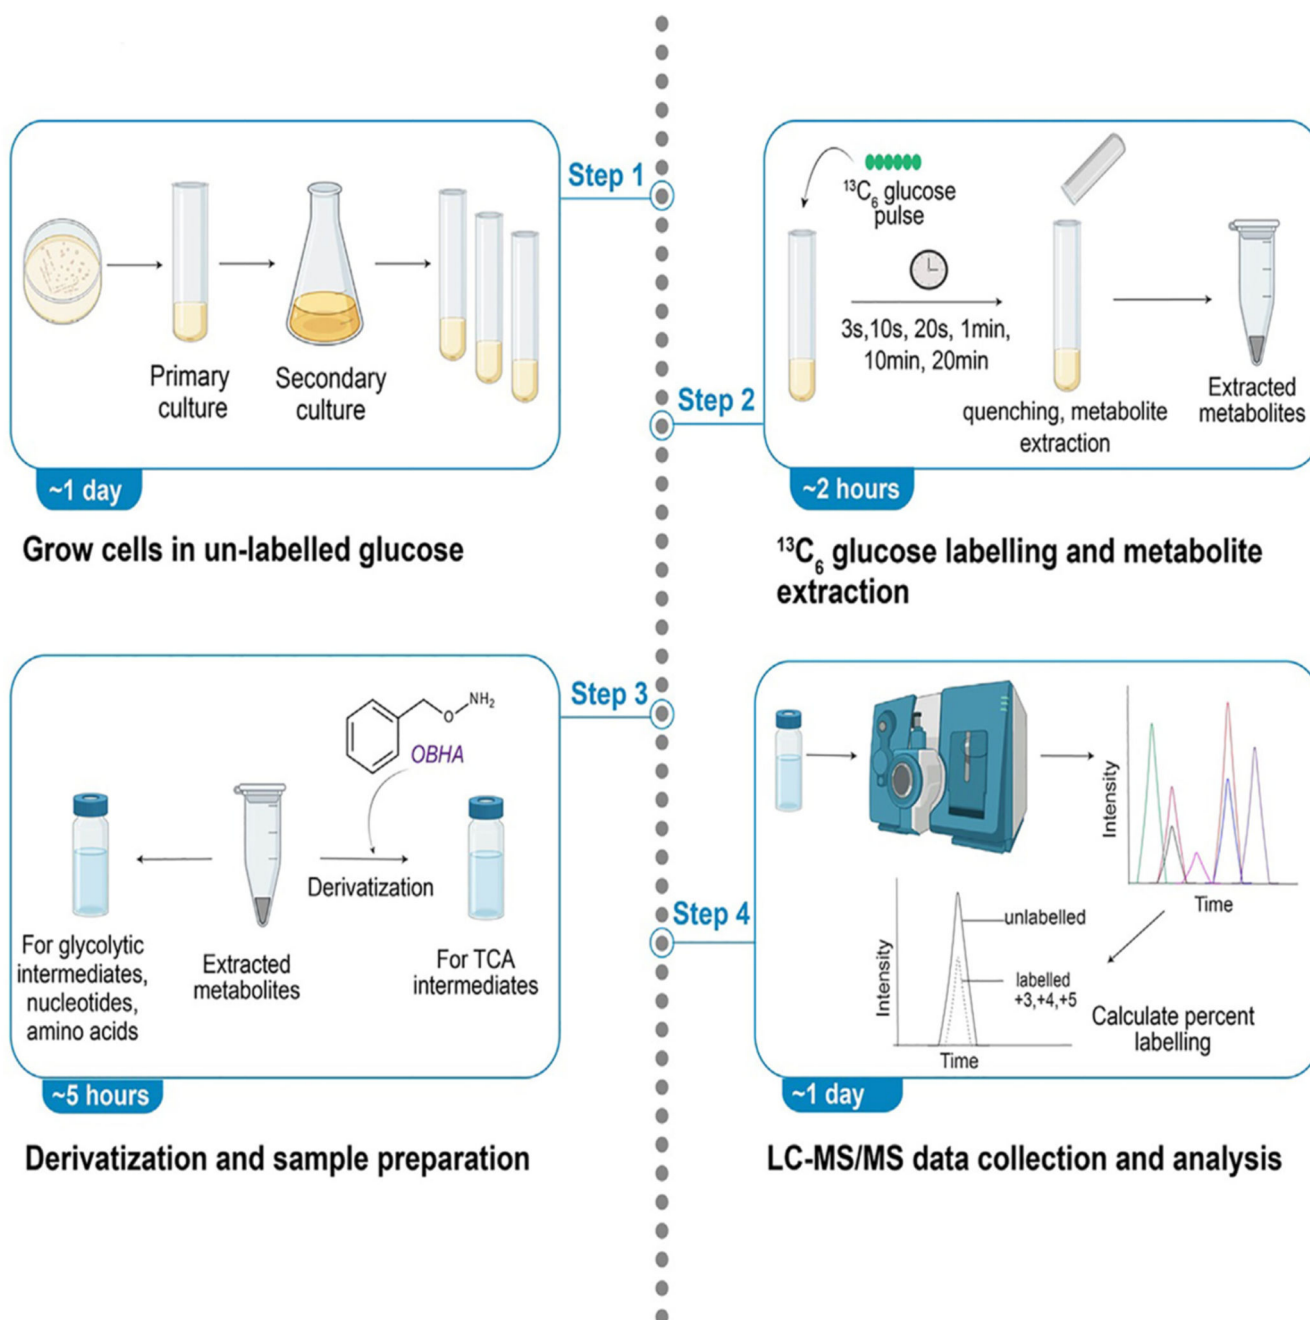 Step 1
Primary
culture
Secondary
culture
~1 day
Grow cells in un-labelled glucose
Step 2
¹³C₆ glucose
pulse
3s,10s, 20s, 1min,
10min, 20min
quenching, metabolite
extraction
Extracted
metabolites
~2 hours
¹³C₆ glucose labelling and metabolite
extraction
Step 3
O
NH₂
OBHA
Derivatization
For glycolytic
intermediates,
nucleotides,
amino acids
Extracted
metabolites
For TCA
intermediates
~5 hours
Derivatization and sample preparation
Step 4
Intensity
Time
Intensity
unlabelled
labelled
+3,+4,+5
Time
Calculate percent
labelling
~1 day
LC-MS/MS data collection and analysis